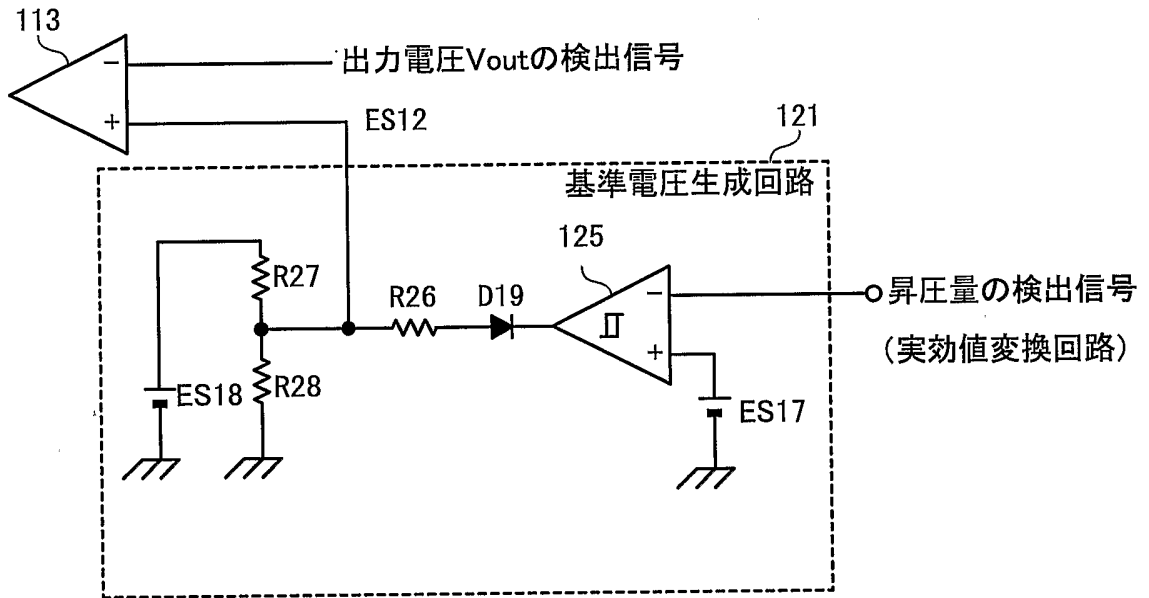 113
−
出力電圧Voutの検出信号
+
ES12
121
基準電圧生成回路
125
R27
R26
D19
−
昇圧量の検出信号
(実効値変換回路)
+
ES18
R28
ES17